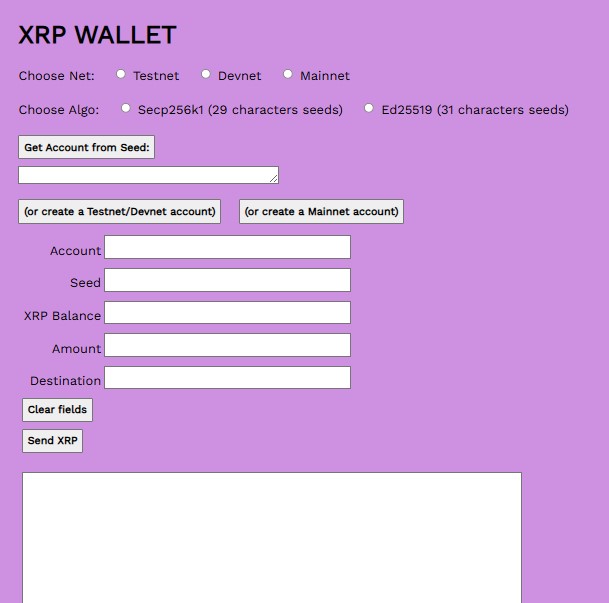 XRP WALLET
Choose Net: Testnet Devnet Mainnet
Choose Algo: Secp256k1 (29 characters seeds) Ed25519 (31 characters seeds)
Get Account from Seed:
(or create a Testnet/Devnet account) (or create a Mainnet account)
Account
Seed
XRP Balance
Amount
Destination
Clear fields
Send XRP